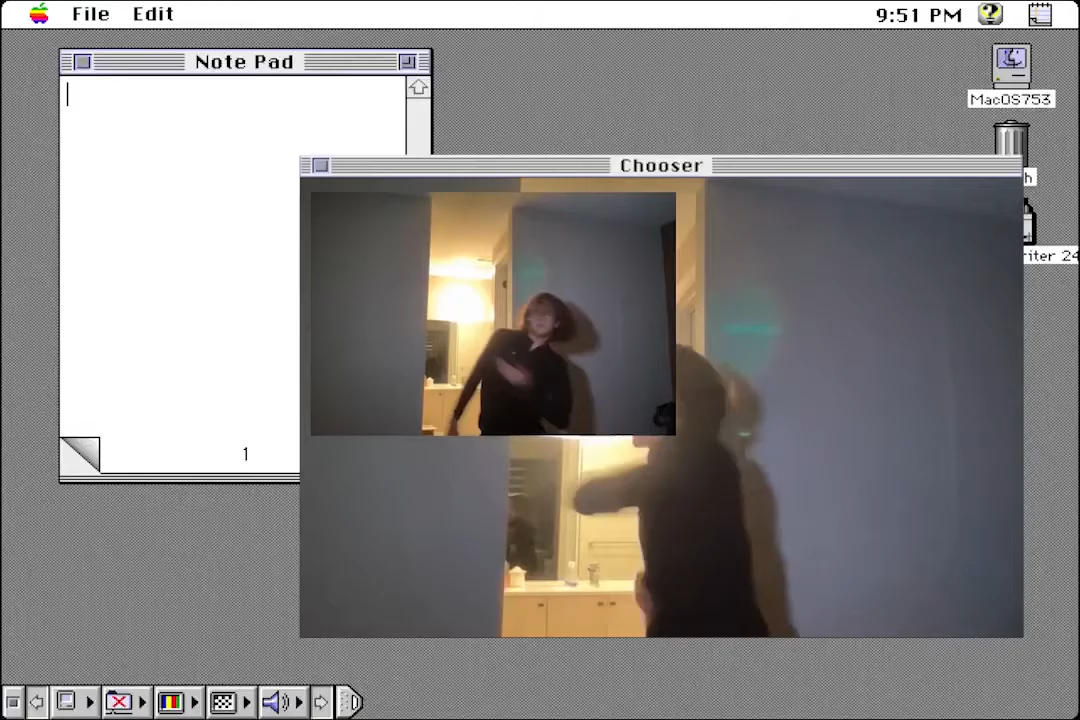 File Edit 9:51 PM
Note Pad
MacOS753
Chooser
h
riter 24
1